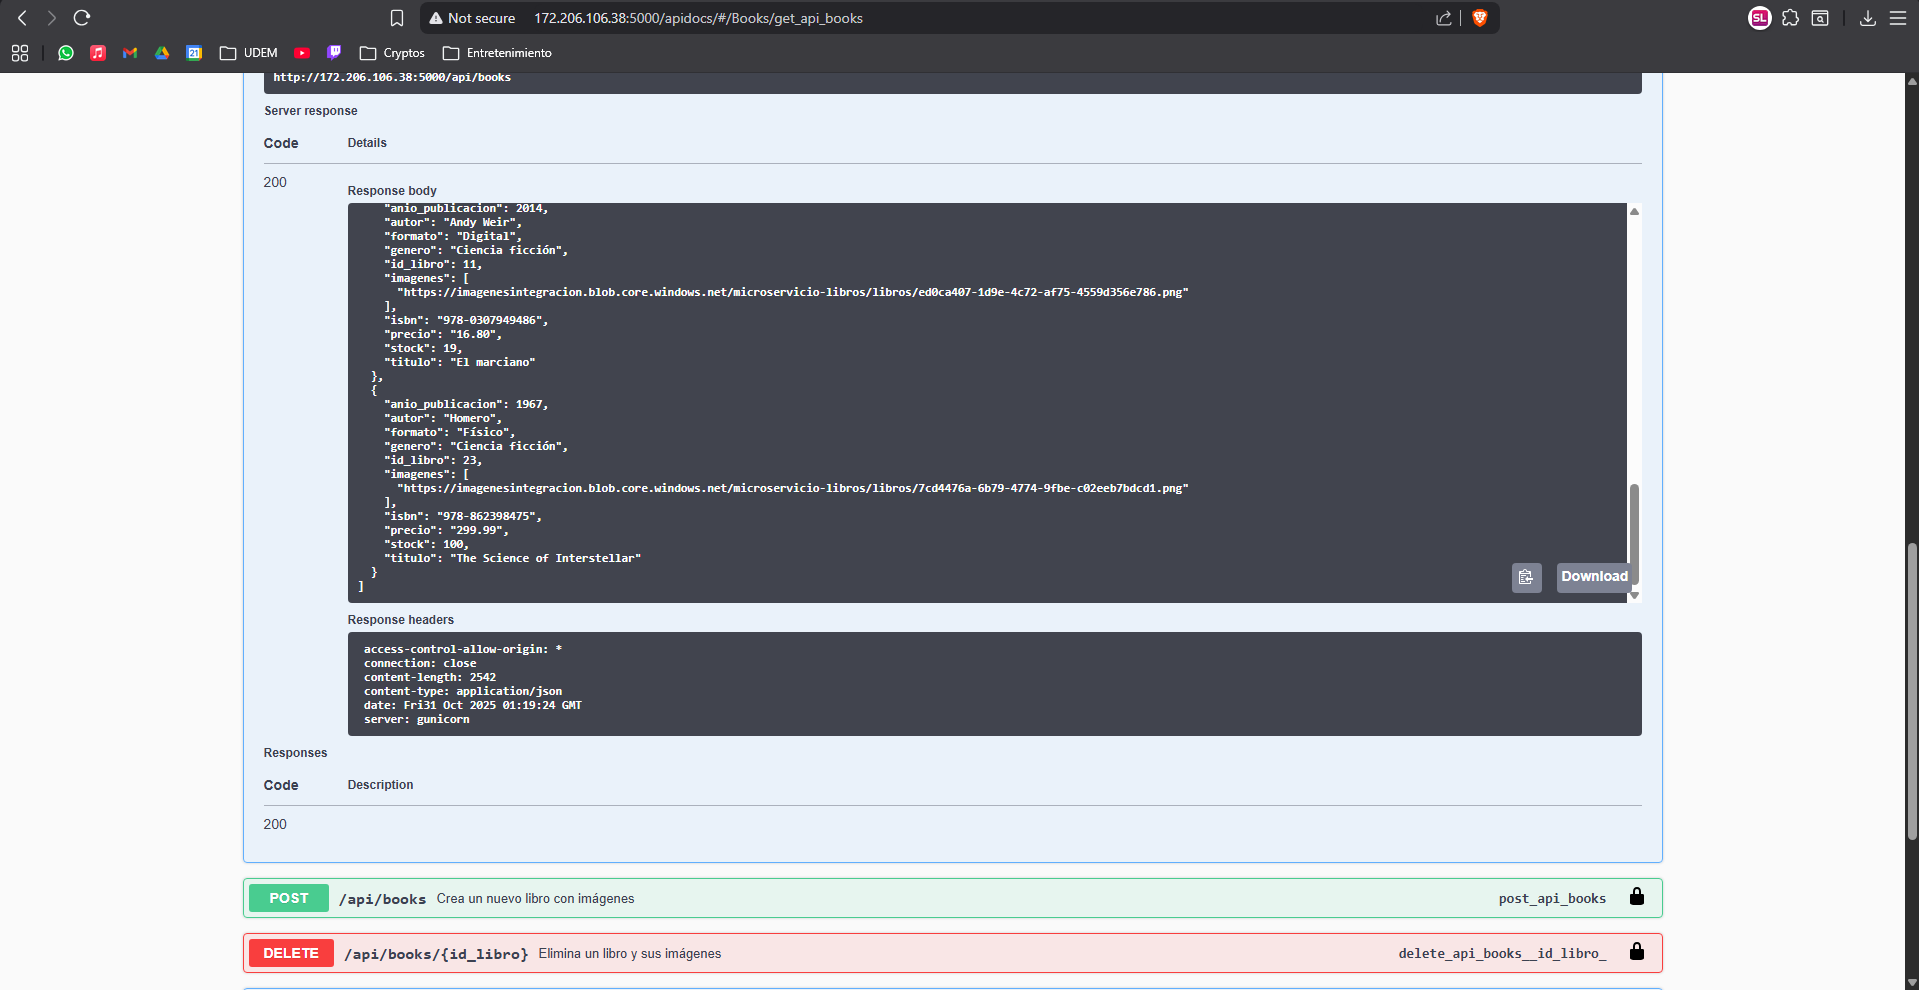 Not secure 172.206.106.38:5000/apidocs/#/Books/get_api_books
SL
21 UDEM Cryptos Entretenimiento
http://172.206.106.38:5000/api/books
Server response
Code Details
200
Response body
"anio_publicacion": 2014,
"autor": "Andy Weir",
"formato": "Digital",
"genero": "Ciencia ficción",
"id_libro": 11,
"imagenes": [
"https://imagenesintegracion.blob.core.windows.net/microservicio-libros/libros/ed0ca407-1d9e-4c72-af75-4559d356e786.png"
],
"isbn": "978-0307949486",
"precio": "16.80",
"stock": 19,
"titulo": "El marciano"
},
{
"anio_publicacion": 1967,
"autor": "Homero",
"formato": "Físico",
"genero": "Ciencia ficción",
"id_libro": 23,
"imagenes": [
"https://imagenesintegracion.blob.core.windows.net/microservicio-libros/libros/7cd4476a-6b79-4774-9fbe-c02eeb7bdcd1.png"
],
"isbn": "978-862398475",
"precio": "299.99",
"stock": 100,
"titulo": "The Science of Interstellar"
}
]
Download
Response headers
access-control-allow-origin: *
connection: close
content-length: 2542
content-type: application/json
date: Fri31 Oct 2025 01:19:24 GMT
server: gunicorn
Responses
Code Description
200
POST /api/books Crea un nuevo libro con imágenes post_api_books
DELETE /api/books/{id_libro} Elimina un libro y sus imágenes delete_api_books__id_libro_